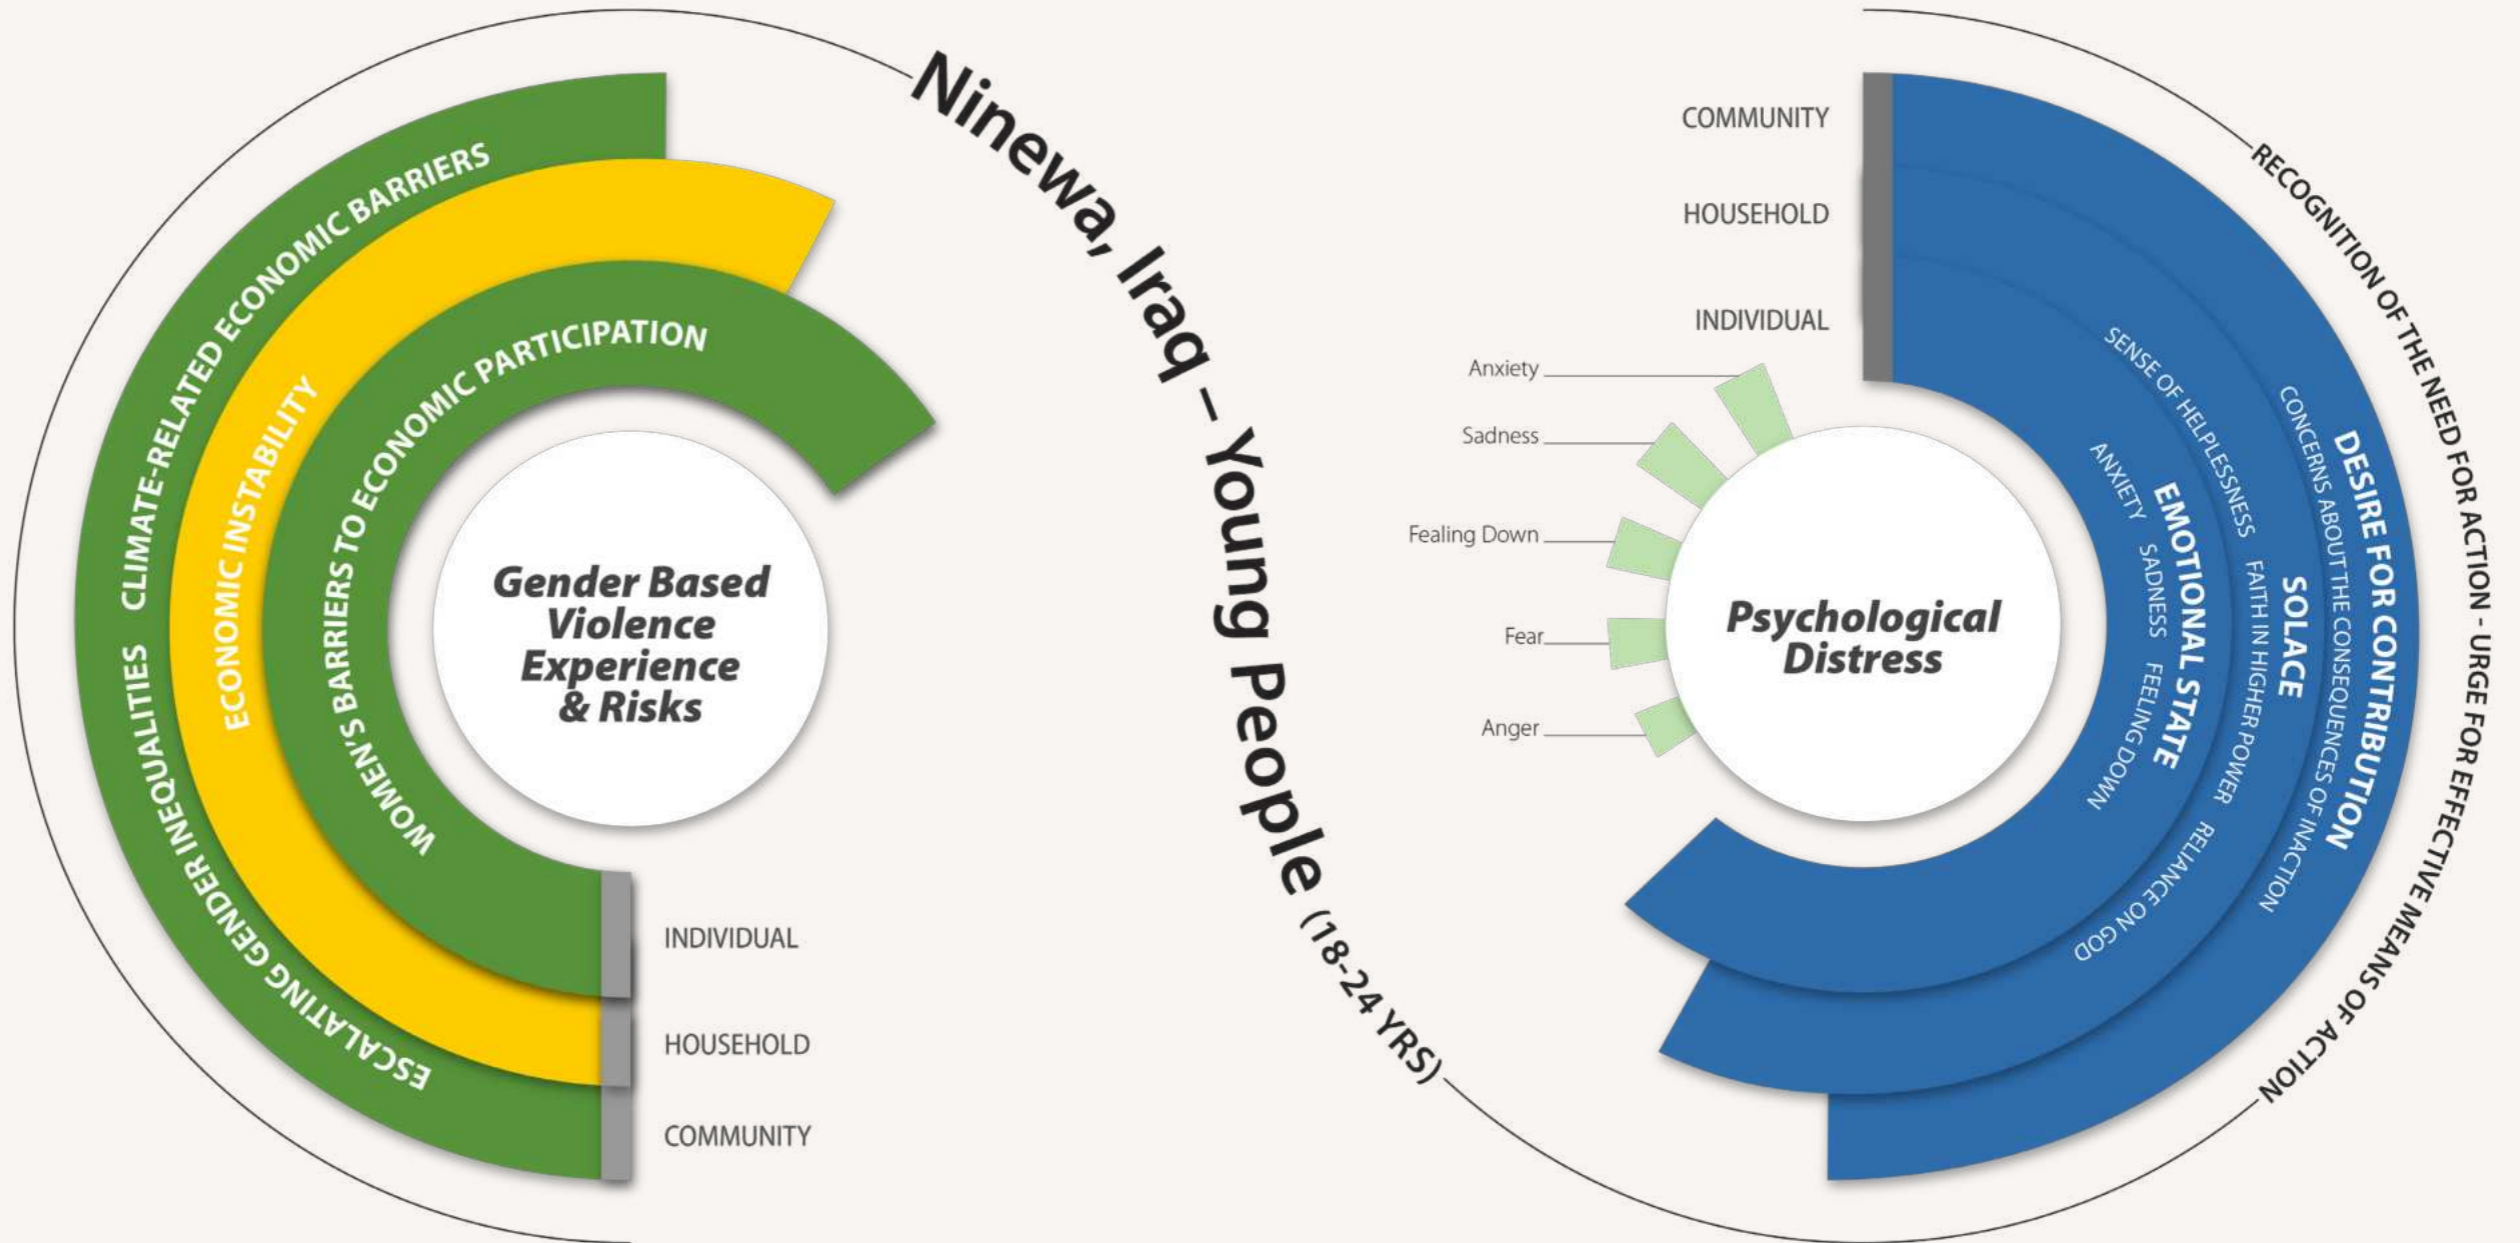 Ninewa, Iraq – Young People (18-24 YRS)
CLIMATE-RELATED ECONOMIC BARRIERS
ESCALATING GENDER INEQUALITIES
ECONOMIC INSTABILITY
WOMEN'S BARRIERS TO ECONOMIC PARTICIPATION
Gender Based
Violence
Experience
& Risks
INDIVIDUAL
HOUSEHOLD
COMMUNITY
COMMUNITY
HOUSEHOLD
INDIVIDUAL
Anxiety
Sadness
Fealing Down
Fear
Anger
Psychological
Distress
EMOTIONAL STATE
ANXIETY SADNESS FEELING DOWN
SOLACE
SENSE OF HELPLESSNESS FAITH IN HIGHER POWER RELIANCE ON GOD
DESIRE FOR CONTRIBUTION
CONCERNS ABOUT THE CONSEQUENCES OF INACTION
RECOGNITION OF THE NEED FOR ACTION - URGE FOR EFFECTIVE MEANS OF ACTION